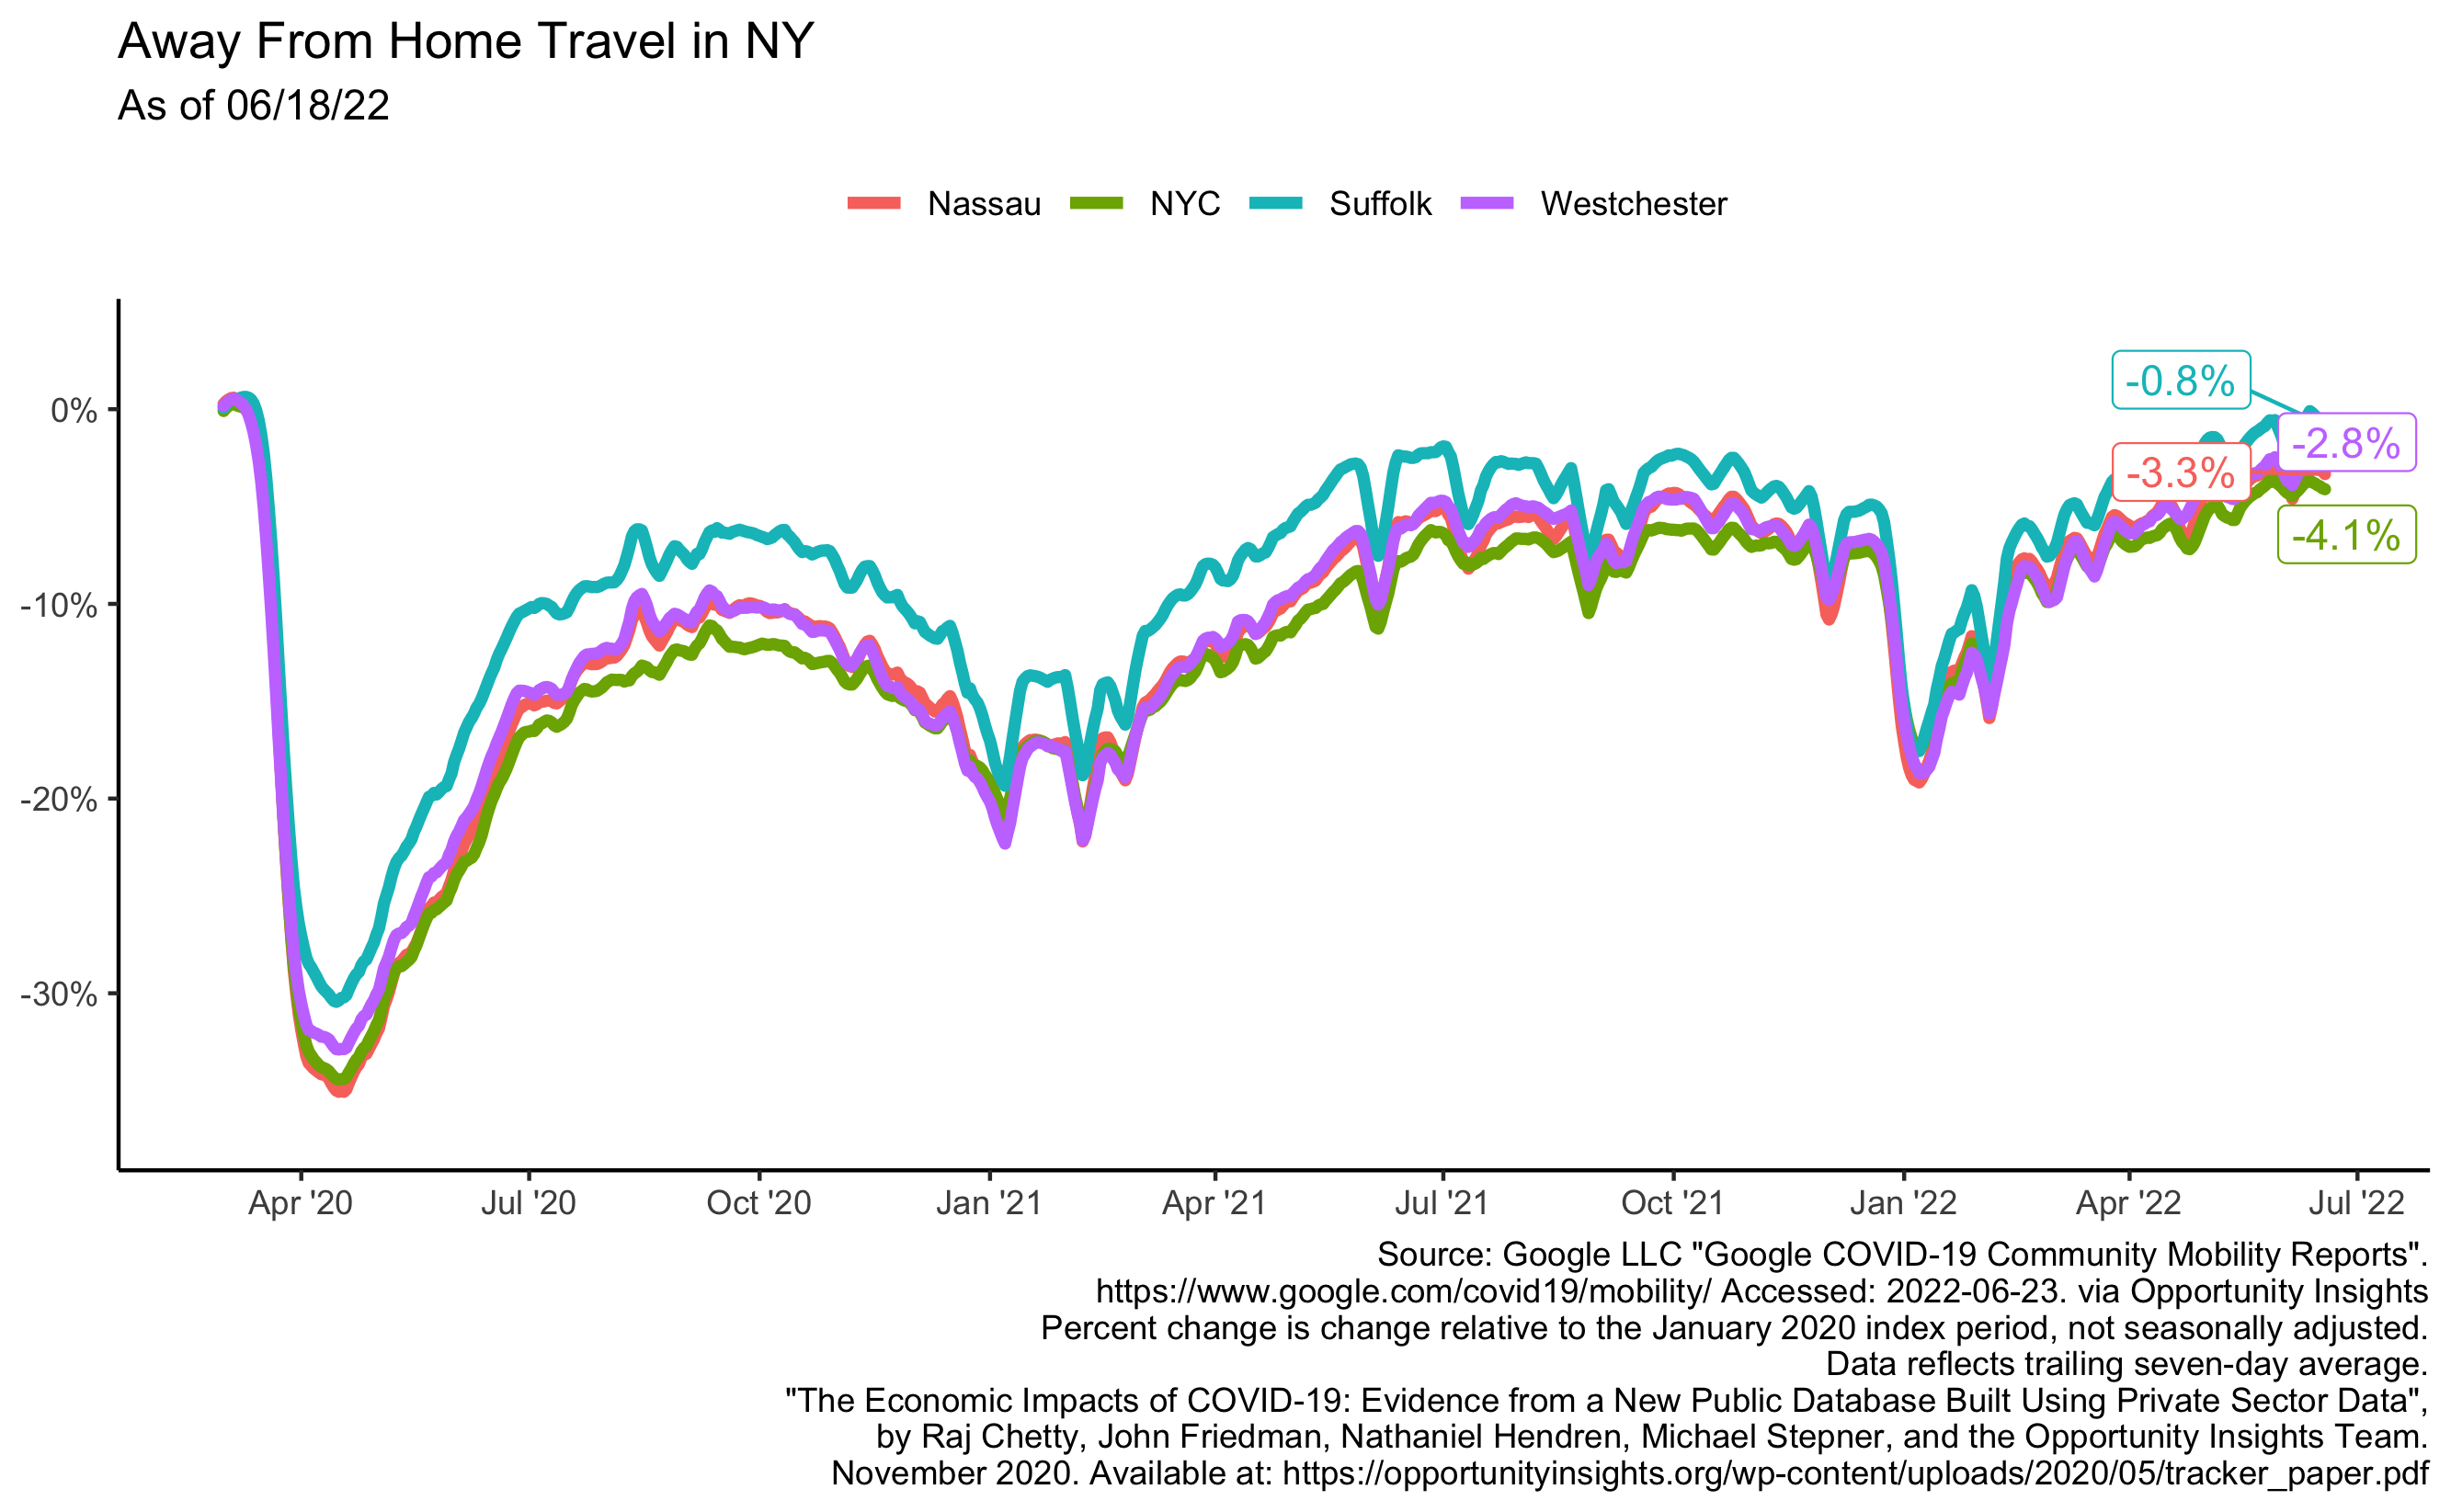 Away From Home Travel in NY
As of 06/18/22
Nassau NYC Suffolk Westchester
0%
-10%
-20%
-30%
-0.8%
-2.8%
-3.3%
-4.1%
Apr '20 Jul '20 Oct '20 Jan '21 Apr '21 Jul '21 Oct '21 Jan '22 Apr '22 Jul '22
Source: Google LLC "Google COVID-19 Community Mobility Reports".
https://www.google.com/covid19/mobility/ Accessed: 2022-06-23. via Opportunity Insights
Percent change is change relative to the January 2020 index period, not seasonally adjusted.
Data reflects trailing seven-day average.
"The Economic Impacts of COVID-19: Evidence from a New Public Database Built Using Private Sector Data",
by Raj Chetty, John Friedman, Nathaniel Hendren, Michael Stepner, and the Opportunity Insights Team.
November 2020. Available at: https://opportunityinsights.org/wp-content/uploads/2020/05/tracker_paper.pdf